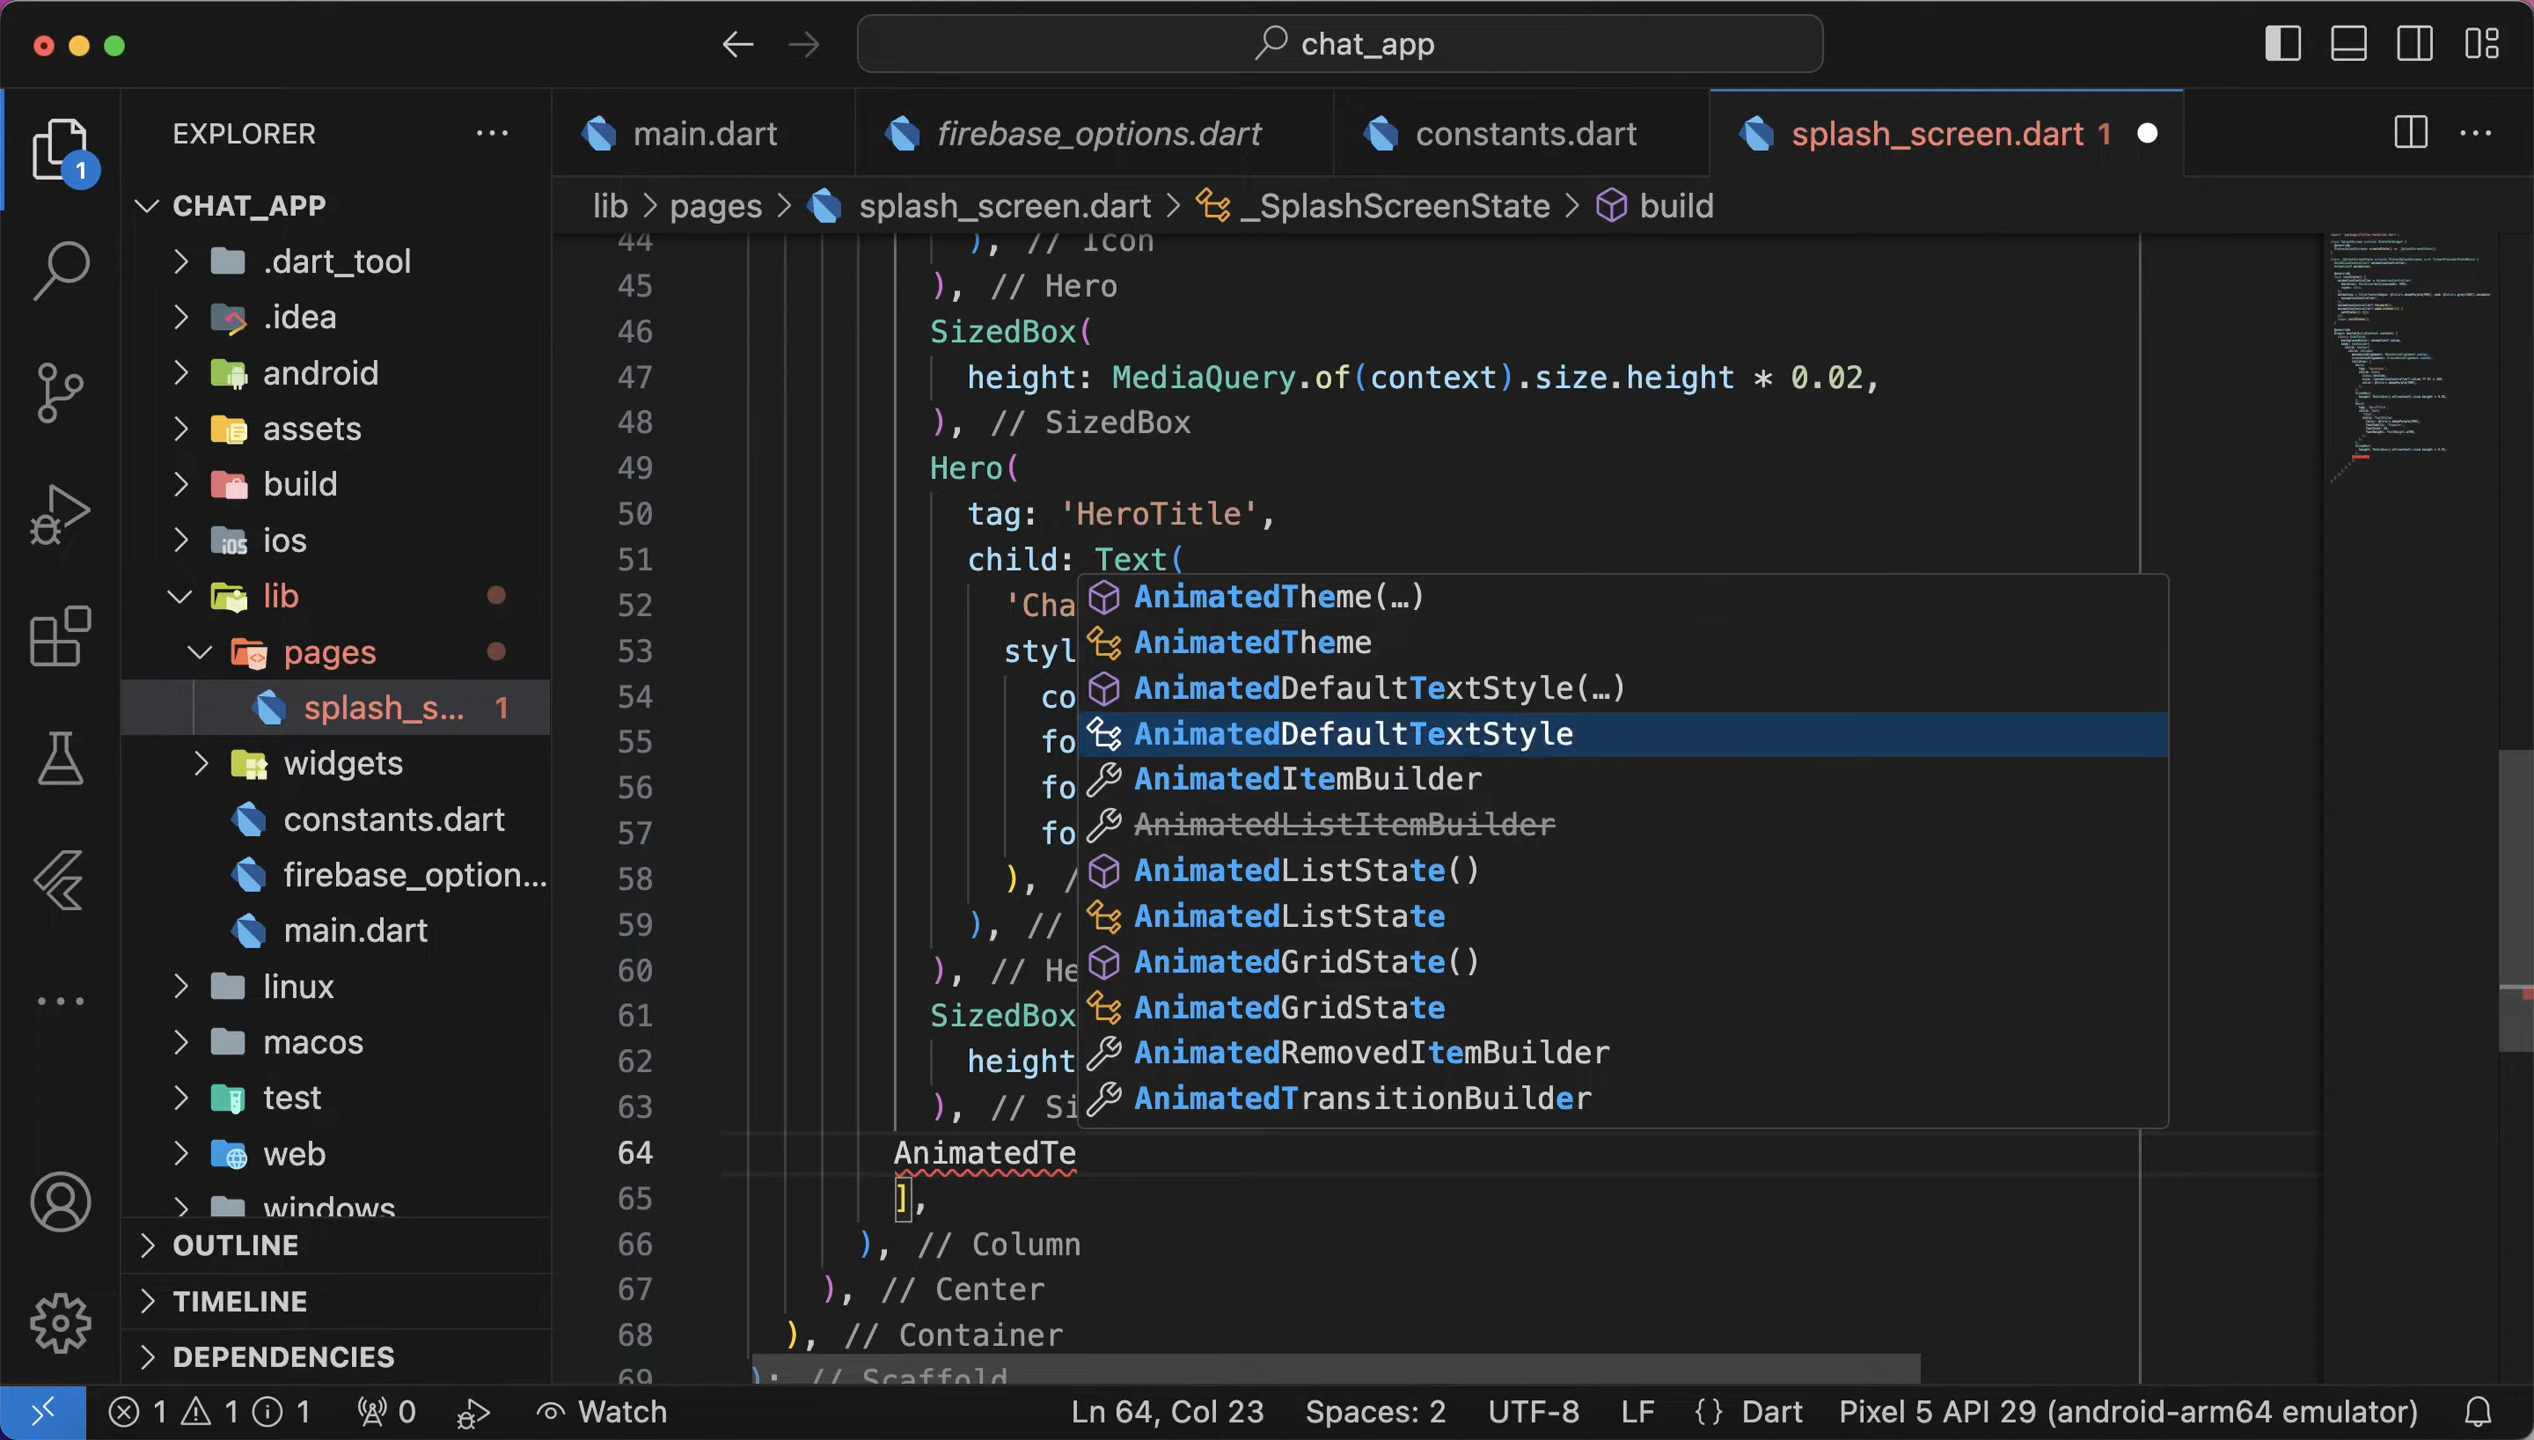 chat_app
EXPLORER
main.dart
firebase_options.dart
constants.dart
splash_screen.dart 1
1
lib > pages > splash_screen.dart > _SplashScreenState > build
CHAT_APP
.dart_tool
.idea
android
assets
build
ios
lib
pages
splash_s... 1
widgets
constants.dart
firebase_option...
main.dart
linux
macos
test
web
windows
OUTLINE
TIMELINE
DEPENDENCIES
44 ), // Icon
45 ), // Hero
46 SizedBox(
47 height: MediaQuery.of(context).size.height * 0.02,
48 ), // SizedBox
49 Hero(
50 tag: 'HeroTitle',
51 child: Text(
52 'Cha
53 styl
54 co
55 fo
56 fo
57 fo
58 ), /
59 ), //
60 ), // He
61 SizedBox
62 height
63 ), // Si
64 AnimatedTe
65 ],
66 ), // Column
67 ), // Center
68 ), // Container
69 ); // Scaffold
AnimatedTheme(…)
AnimatedTheme
AnimatedDefaultTextStyle(…)
AnimatedDefaultTextStyle
AnimatedItemBuilder
AnimatedListItemBuilder
AnimatedListState()
AnimatedListState
AnimatedGridState()
AnimatedGridState
AnimatedRemovedItemBuilder
AnimatedTransitionBuilder
1 1 1 0 Watch Ln 64, Col 23 Spaces: 2 UTF-8 LF {} Dart Pixel 5 API 29 (android-arm64 emulator)